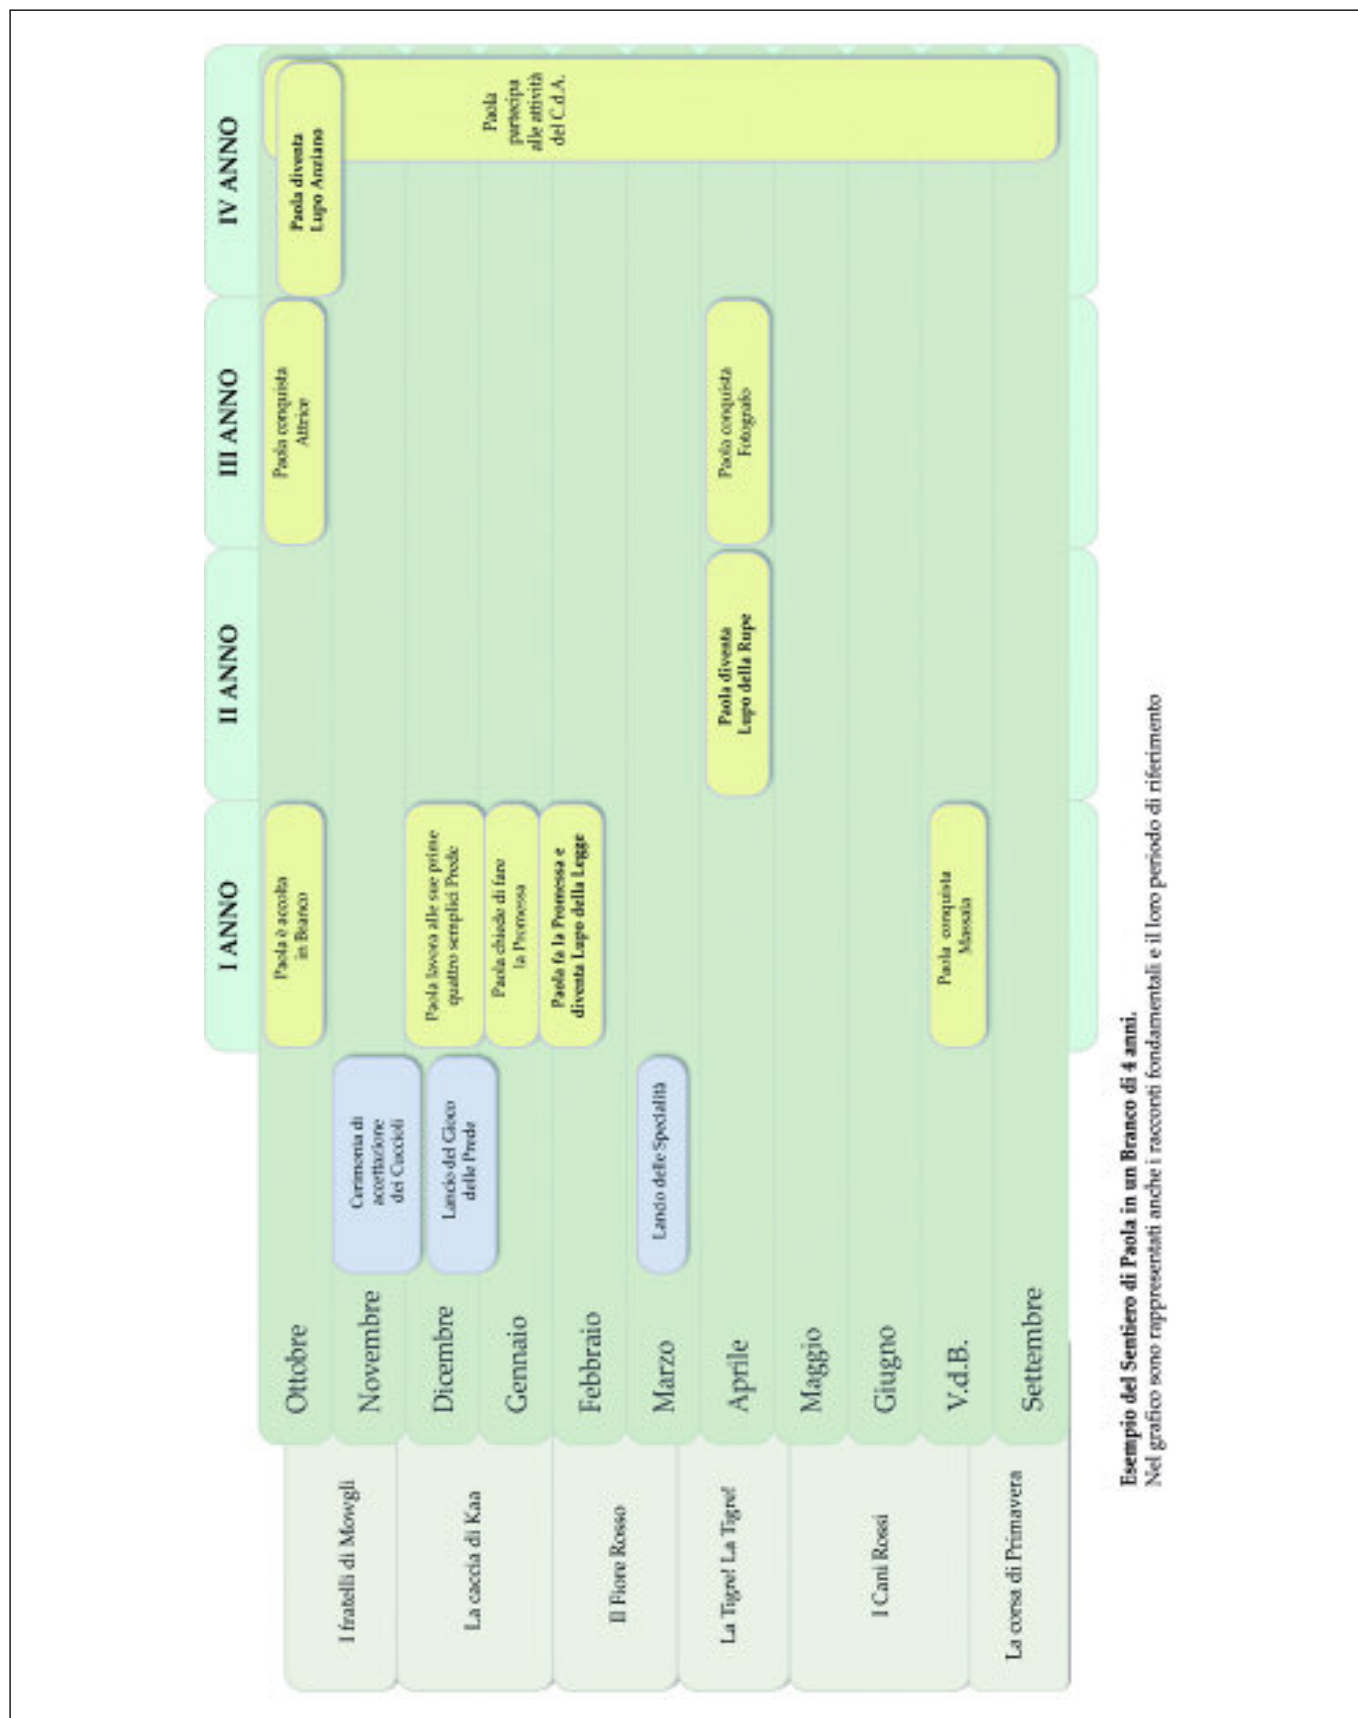 I ANNO
II ANNO
III ANNO
IV ANNO
I fratelli di Mowgli
La caccia di Kaa
Il Fiore Rosso
La Tigre! La Tigre!
I Cani Rossi
La corsa di Primavera
Ottobre
Novembre
Dicembre
Gennaio
Febbraio
Marzo
Aprile
Maggio
Giugno
V.d.B.
Settembre
Cerimonia di
accettazione
dei Cuccioli
Lancio del Gioco
delle Prede
Lancio delle Specialità
Paola è accolta
in Branco
Paola lavora alle sue prime
quattro semplici Prede
Paola chiede di fare
la Promessa
Paola fa la Promessa e
diventa Lupo della Legge
Paola conquista
Massaia
Paola diventa
Lupo della Rupe
Paola conquista
Attrice
Paola conquista
Fotografo
Paola diventa
Lupo Anziano
Paola
partecipa
alle attività
del C.d.A.
Esempio del Sentiero di Paola in un Branco di 4 anni.
Nel grafico sono rappresentati anche i racconti fondamentali e il loro periodo di riferimento